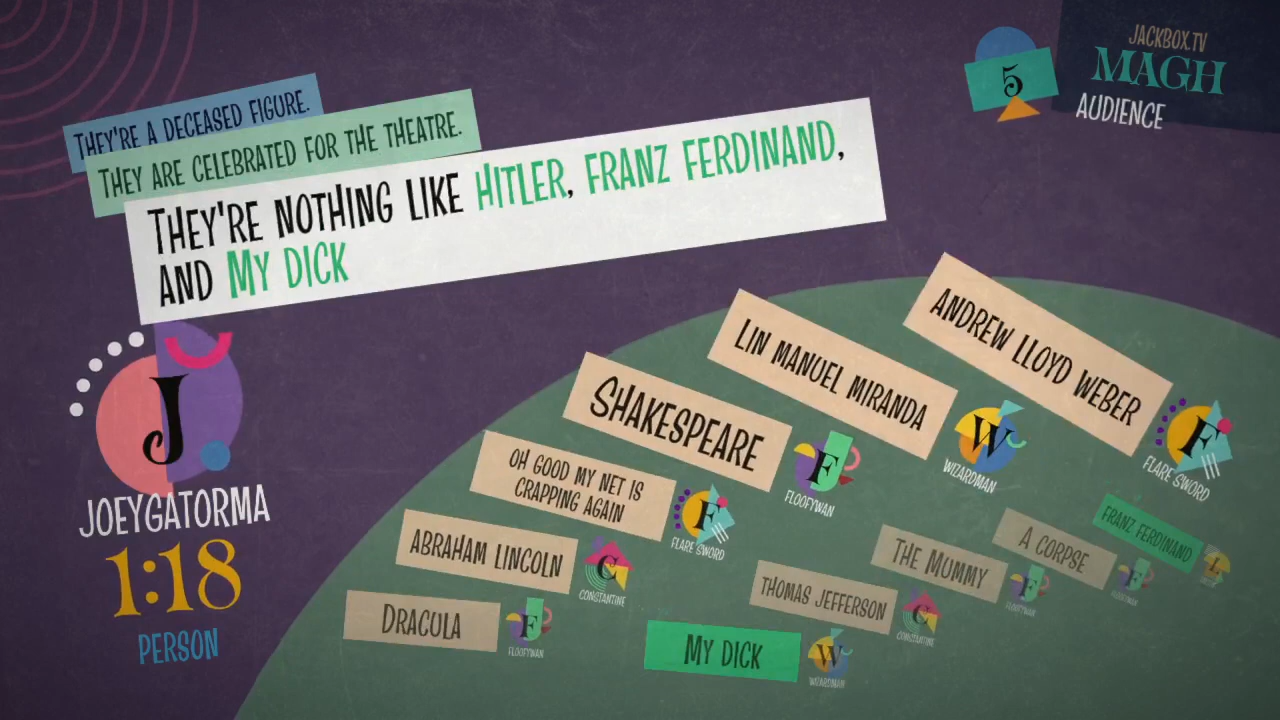 THEY'RE A DECEASED FIGURE.
THEY ARE CELEBRATED FOR THE THEATRE.
THEY'RE NOTHING LIKE HITLER, FRANZ FERDINAND,
AND MY DICK
5
JACKBOX.TV
MAGH
AUDIENCE
J
JOEYGATORMA
1:18
PERSON
ANDREW LLOYD WEBER
F
FLARE SWORD
LIN MANUEL MIRANDA
W
WIZARDMAN
SHAKESPEARE
F
FLOOFYWAN
OH GOOD MY NET IS
CRAPPING AGAIN
F
FLARE SWORD
ABRAHAM LINCOLN
C
CONSTANTINE
DRACULA
F
FLOOFYWAN
FRANZ FERDINAND
A CORPSE
F
FLOOFYWAN
THE MUMMY
F
FLOOFYWAN
THOMAS JEFFERSON
C
CONSTANTINE
MY DICK
W
WIZARDMAN